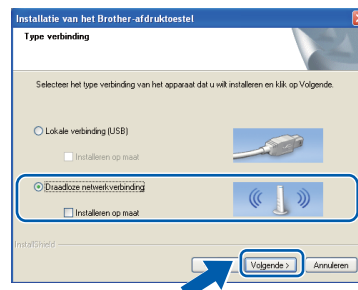 Installatie van het Brother-afdruktoestel
Type verbinding
Selecteer het type verbinding van het apparaat dat u wilt installeren en klik op Volgende.
Lokale verbinding (USB)
Installeren op maat
Draadloze netwerkverbinding
Installeren op maat
InstallShield
Volgende >
Annuleren